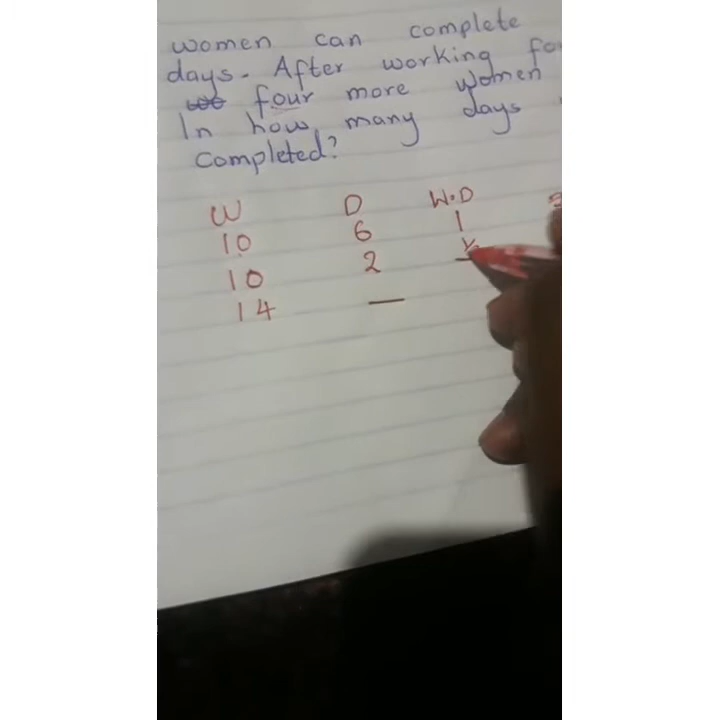 women can complete
days. After working
four more women
In how many days
completed?
W D W.D
10 6 1
10 2
14 —